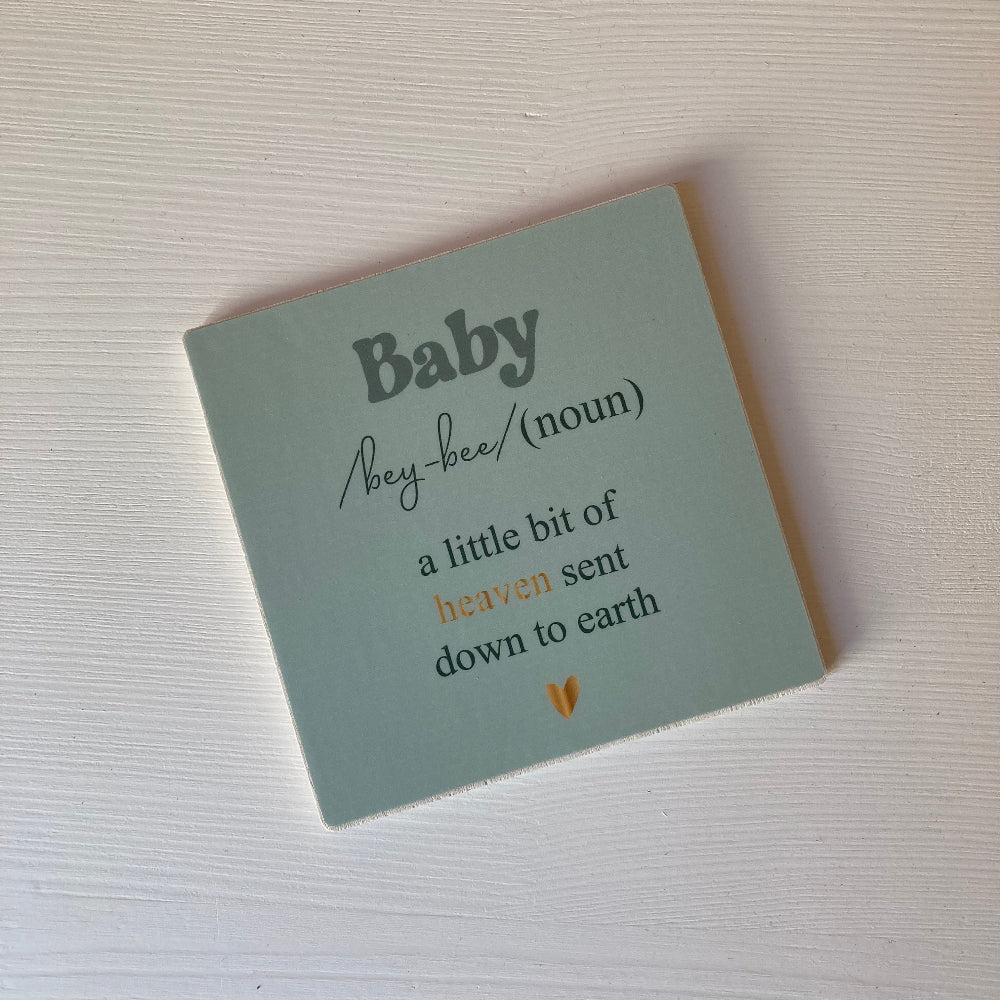 Baby
/bey-bee/(noun)
a little bit of
heaven sent
down to earth